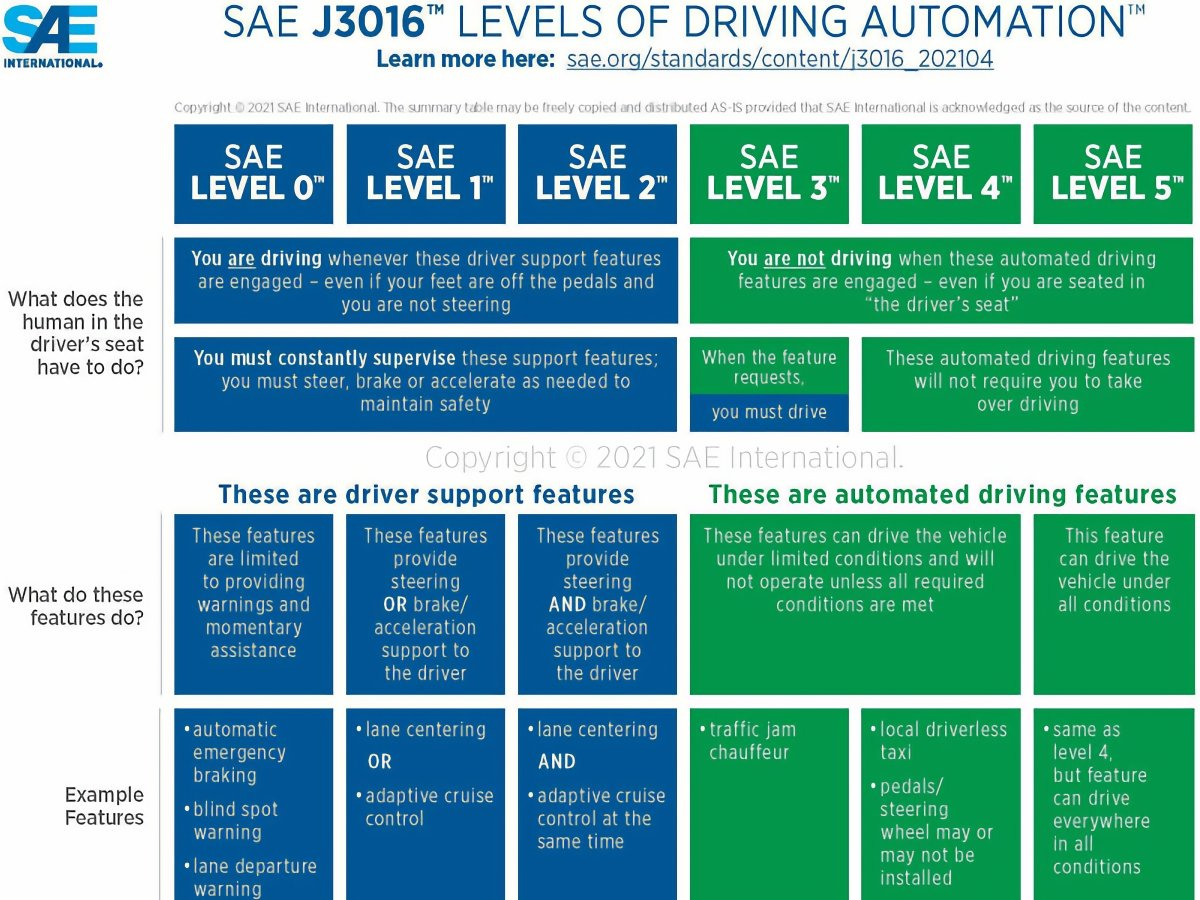 SAE
INTERNATIONAL®
SAE J3016™ LEVELS OF DRIVING AUTOMATION™
Learn more here: sae.org/standards/content/j3016_202104
Copyright © 2021 SAE International. The summary table may be freely copied and distributed AS-IS provided that SAE International is acknowledged as the source of the content.
SAE
LEVEL 0™
SAE
LEVEL 1™
SAE
LEVEL 2™
SAE
LEVEL 3™
SAE
LEVEL 4™
SAE
LEVEL 5™
What does the
human in the
driver's seat
have to do?
You are driving whenever these driver support features
are engaged – even if your feet are off the pedals and
you are not steering
You are not driving when these automated driving
features are engaged – even if you are seated in
“the driver's seat”
You must constantly supervise these support features;
you must steer, brake or accelerate as needed to
maintain safety
When the feature
requests,
you must drive
These automated driving features
will not require you to take
over driving
Copyright © 2021 SAE International.
These are driver support features
These are automated driving features
What do these
features do?
These features
are limited
to providing
warnings and
momentary
assistance
These features
provide
steering
OR brake/
acceleration
support to
the driver
These features
provide
steering
AND brake/
acceleration
support to
the driver
These features can drive the vehicle
under limited conditions and will
not operate unless all required
conditions are met
This feature
can drive the
vehicle under
all conditions
Example
Features
• automatic
emergency
braking
• blind spot
warning
• lane departure
warning
• lane centering
OR
• adaptive cruise
control
• lane centering
AND
• adaptive cruise
control at the
same time
• traffic jam
chauffeur
• local driverless
taxi
• pedals/
steering
wheel may or
may not be
installed
• same as
level 4,
but feature
can drive
everywhere
in all
conditions